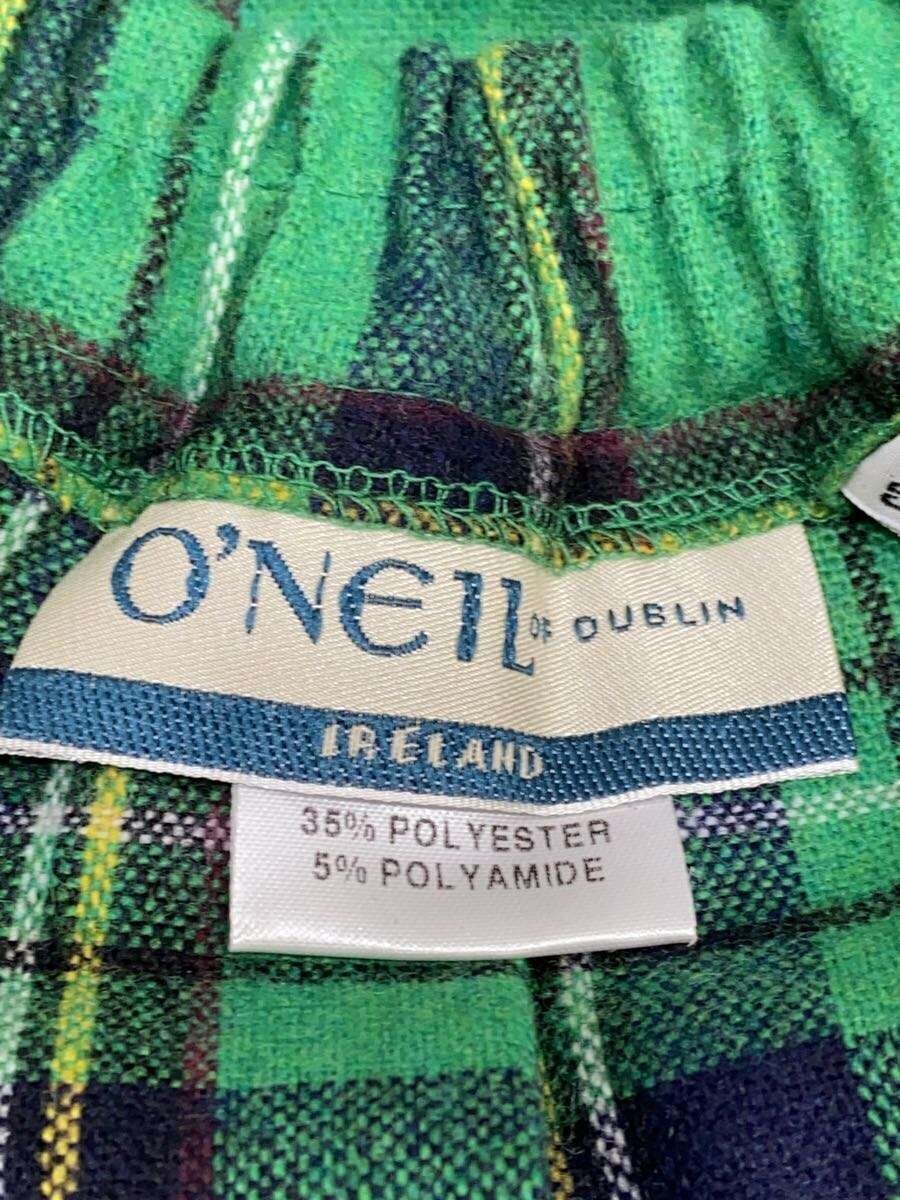 O'NEIL OF DUBLIN
IRELAND
35% POLYESTER
5% POLYAMIDE